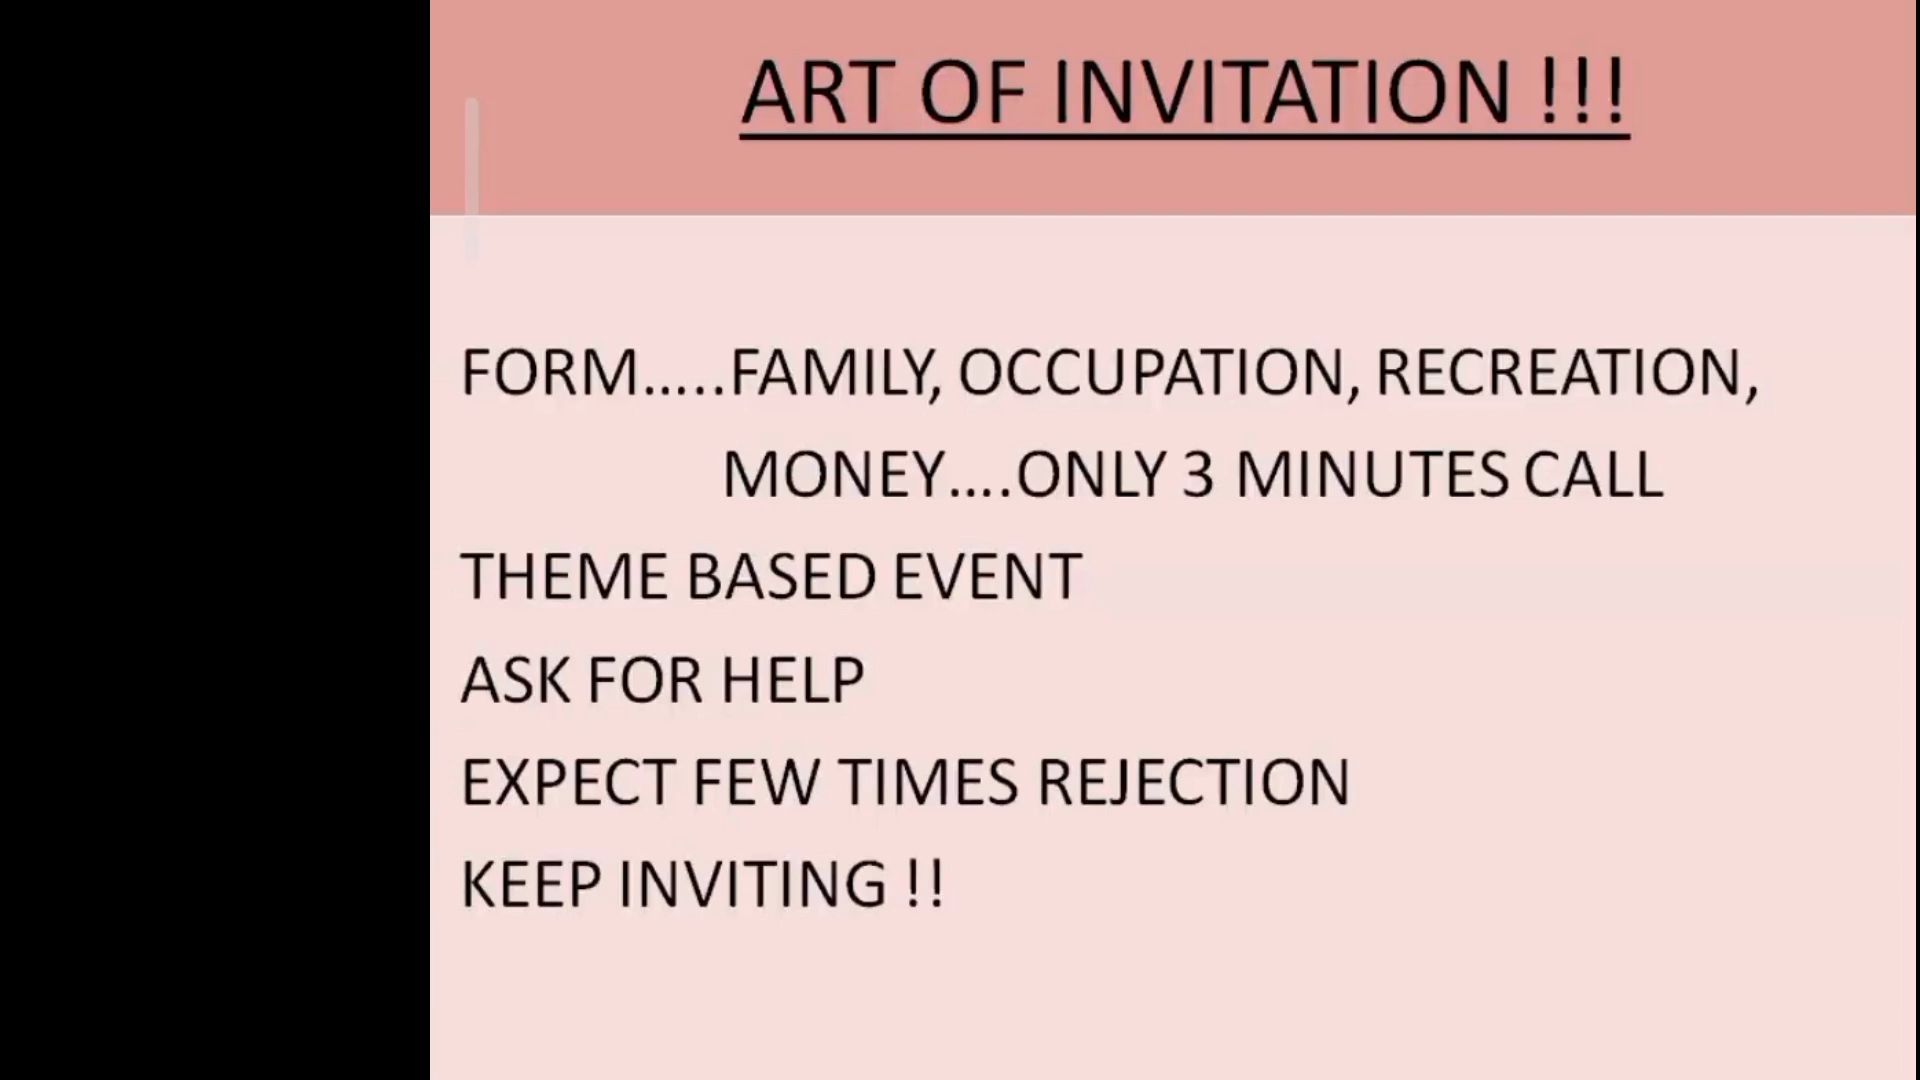 ART OF INVITATION !!!
FORM.....FAMILY, OCCUPATION, RECREATION,
MONEY....ONLY 3 MINUTES CALL
THEME BASED EVENT
ASK FOR HELP
EXPECT FEW TIMES REJECTION
KEEP INVITING !!